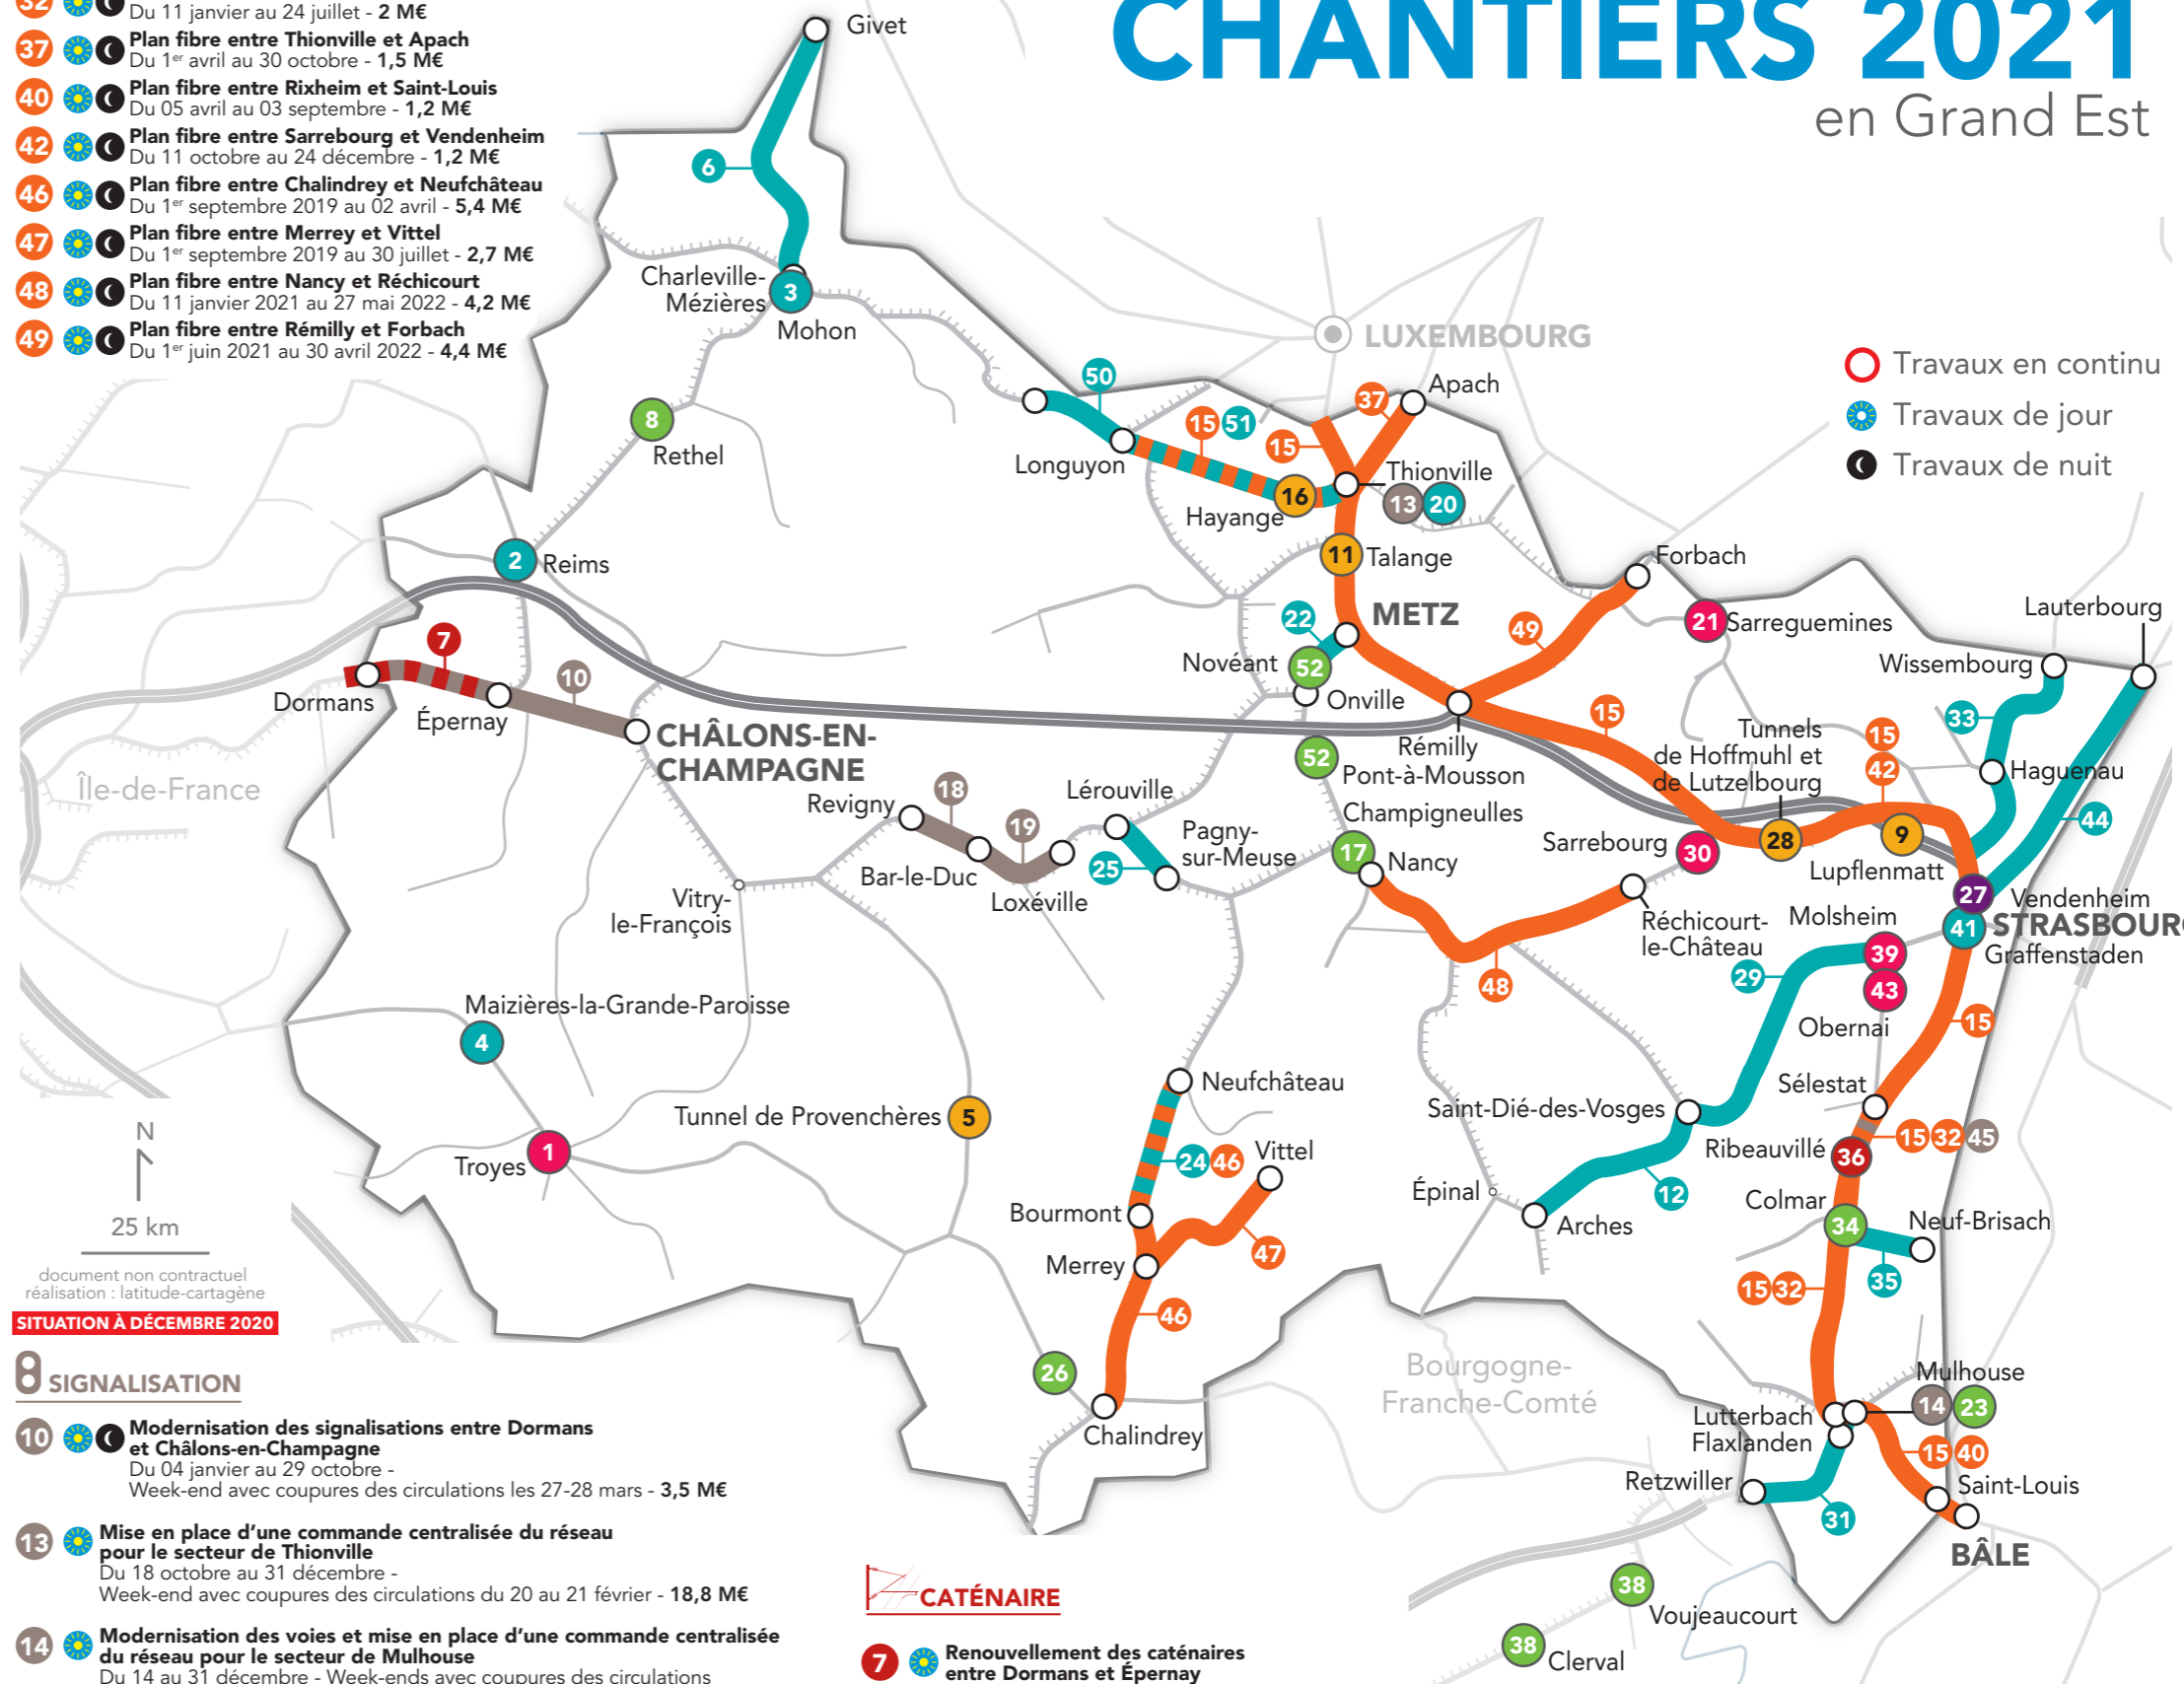 CHANTIERS 2021
en Grand Est
32
Du 11 janvier au 24 juillet - 2 M€
37 Plan fibre entre Thionville et Apach
Du 1er avril au 30 octobre - 1,5 M€
40 Plan fibre entre Rixheim et Saint-Louis
Du 05 avril au 03 septembre - 1,2 M€
42 Plan fibre entre Sarrebourg et Vendenheim
Du 11 octobre au 24 décembre - 1,2 M€
46 Plan fibre entre Chalindrey et Neufchâteau
Du 1er septembre 2019 au 02 avril - 5,4 M€
47 Plan fibre entre Merrey et Vittel
Du 1er septembre 2019 au 30 juillet - 2,7 M€
48 Plan fibre entre Nancy et Réchicourt
Du 11 janvier 2021 au 27 mai 2022 - 4,2 M€
49 Plan fibre entre Rémilly et Forbach
Du 1er juin 2021 au 30 avril 2022 - 4,4 M€
Travaux en continu
Travaux de jour
Travaux de nuit
Givet
6
Charleville-
Mézières
3
Mohon
LUXEMBOURG
8
Rethel
50
Longuyon
15 51
15
37
Apach
Thionville
13 20
16
Hayange
11
Talange
2
Reims
METZ
Forbach
21
Sarreguemines
Lauterbourg
Wissembourg
22
Novéant
52
Onville
49
7
10
Dormans
Épernay
CHÂLONS-EN-
CHAMPAGNE
Île-de-France
52
Rémilly
Pont-à-Mousson
15
Tunnels
de Hoffmuhl et
de Lutzelbourg
15
42
33
Haguenau
44
Revigny
18
19
Lérouville
Bar-le-Duc
Loxéville
25
Pagny-
sur-Meuse
Champigneulles
17
Nancy
Sarrebourg
30
28
9
Lupflenmatt
27
Vendenheim
41
STRASBOURG
Graffenstaden
Vitry-
le-François
Réchicourt-
le-Château
48
Molsheim
39
43
29
Obernai
15
Maizières-la-Grande-Paroisse
4
Neufchâteau
Tunnel de Provenchères
5
Troyes
1
24 46
Vittel
Bourmont
Merrey
47
46
26
Chalindrey
Sélestat
Saint-Dié-des-Vosges
Ribeauvillé
36
15 32 45
12
Épinal
Arches
Colmar
34
Neuf-Brisach
35
15 32
Bourgogne-
Franche-Comté
Mulhouse
14 23
Lutterbach
Flaxlanden
15 40
Retzwiller
31
Saint-Louis
BÂLE
38
Voujeaucourt
38
Clerval
N
25 km
document non contractuel
réalisation : latitude-cartagène
SITUATION À DÉCEMBRE 2020
SIGNALISATION
10 Modernisation des signalisations entre Dormans
et Châlons-en-Champagne
Du 04 janvier au 29 octobre -
Week-end avec coupures des circulations les 27-28 mars - 3,5 M€
13 Mise en place d'une commande centralisée du réseau
pour le secteur de Thionville
Du 18 octobre au 31 décembre -
Week-end avec coupures des circulations du 20 au 21 février - 18,8 M€
14 Modernisation des voies et mise en place d'une commande centralisée
du réseau pour le secteur de Mulhouse
Du 14 au 31 décembre - Week-ends avec coupures des circulations
CATÉNAIRE
7 Renouvellement des caténaires
entre Dormans et Épernay